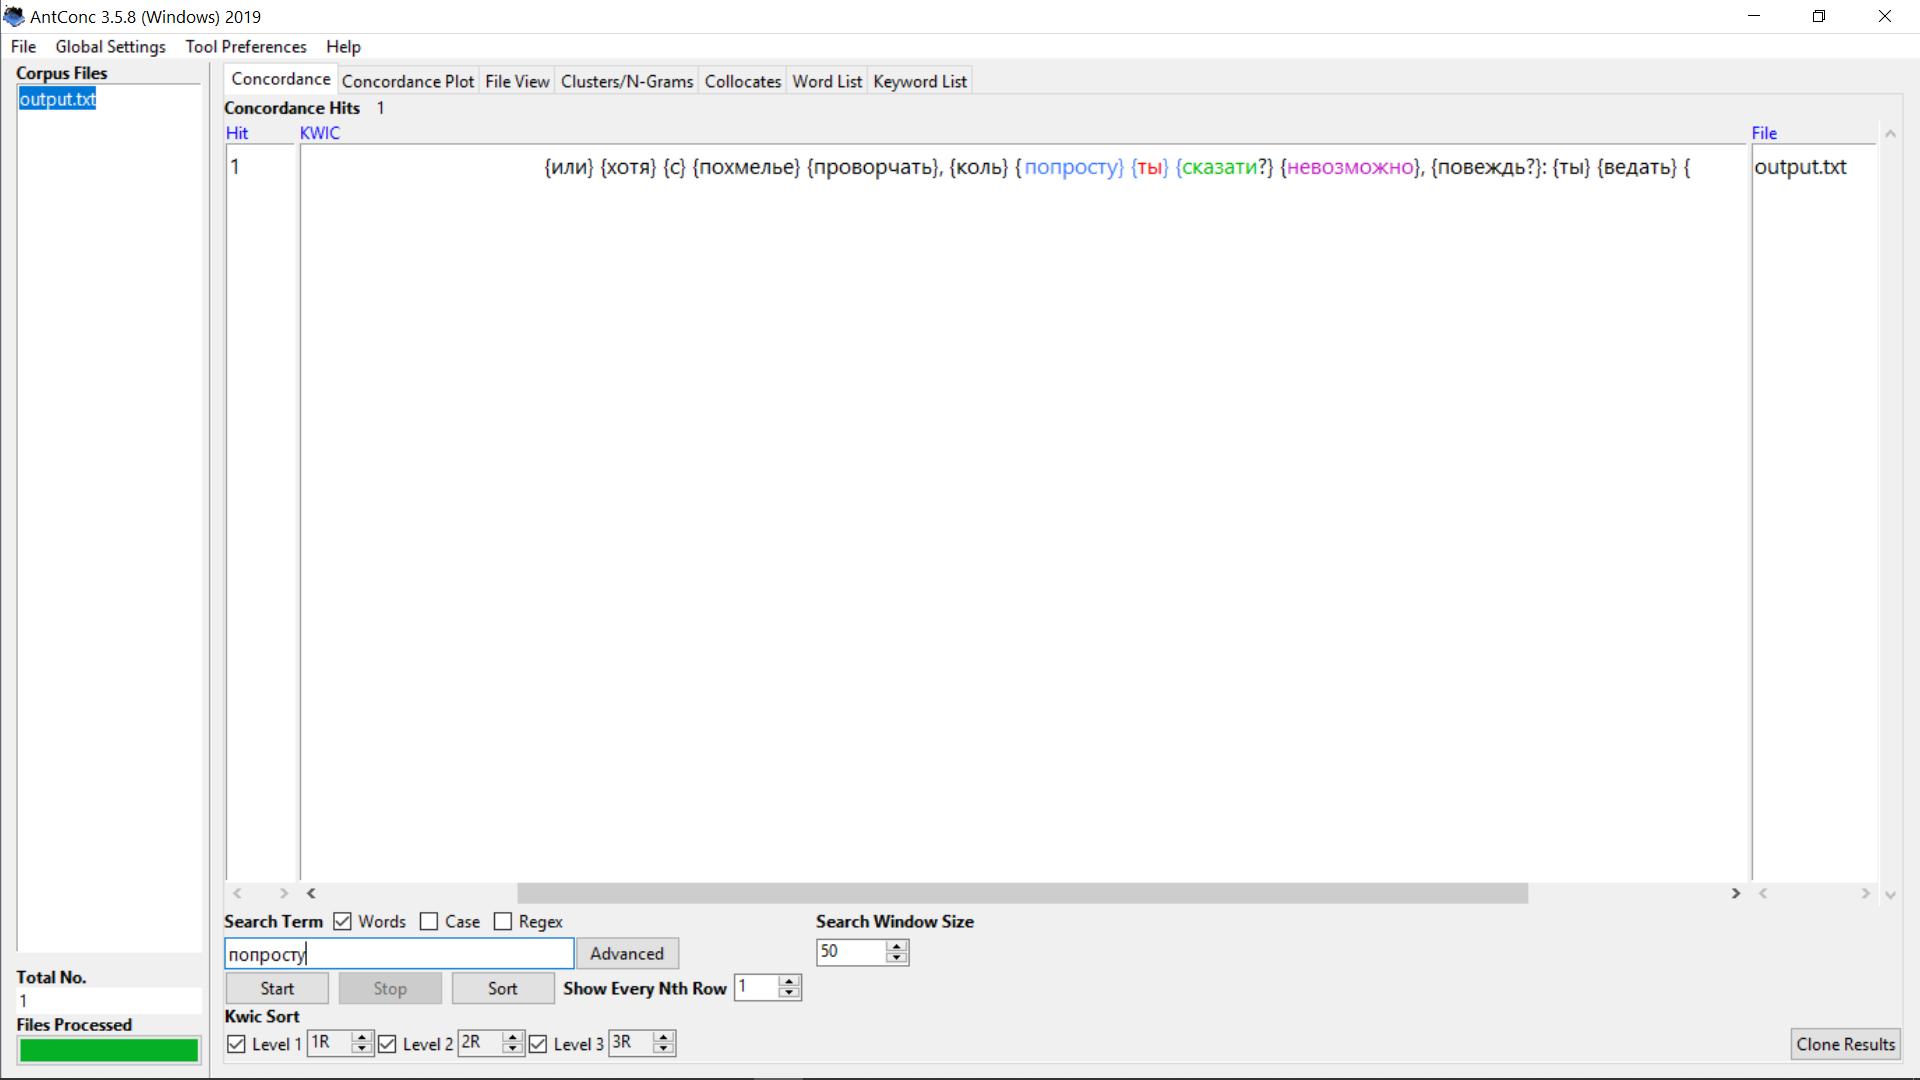 AntConc 3.5.8 (Windows) 2019
File Global Settings Tool Preferences Help
Corpus Files
output.txt
Concordance Concordance Plot File View Clusters/N-Grams Collocates Word List Keyword List
Concordance Hits 1
Hit KWIC File
1 {или} {хотя} {с} {похмелье} {проворчать}, {коль} {попросту} {ты} {сказати?} {невозможно}, {повеждь?}: {ты} {ведать} { output.txt
Search Term Words Case Regex Search Window Size
попросту Advanced 50
Total No.
1
Start Stop Sort Show Every Nth Row 1
Files Processed
Kwic Sort
Level 1 1R Level 2 2R Level 3 3R Clone Results